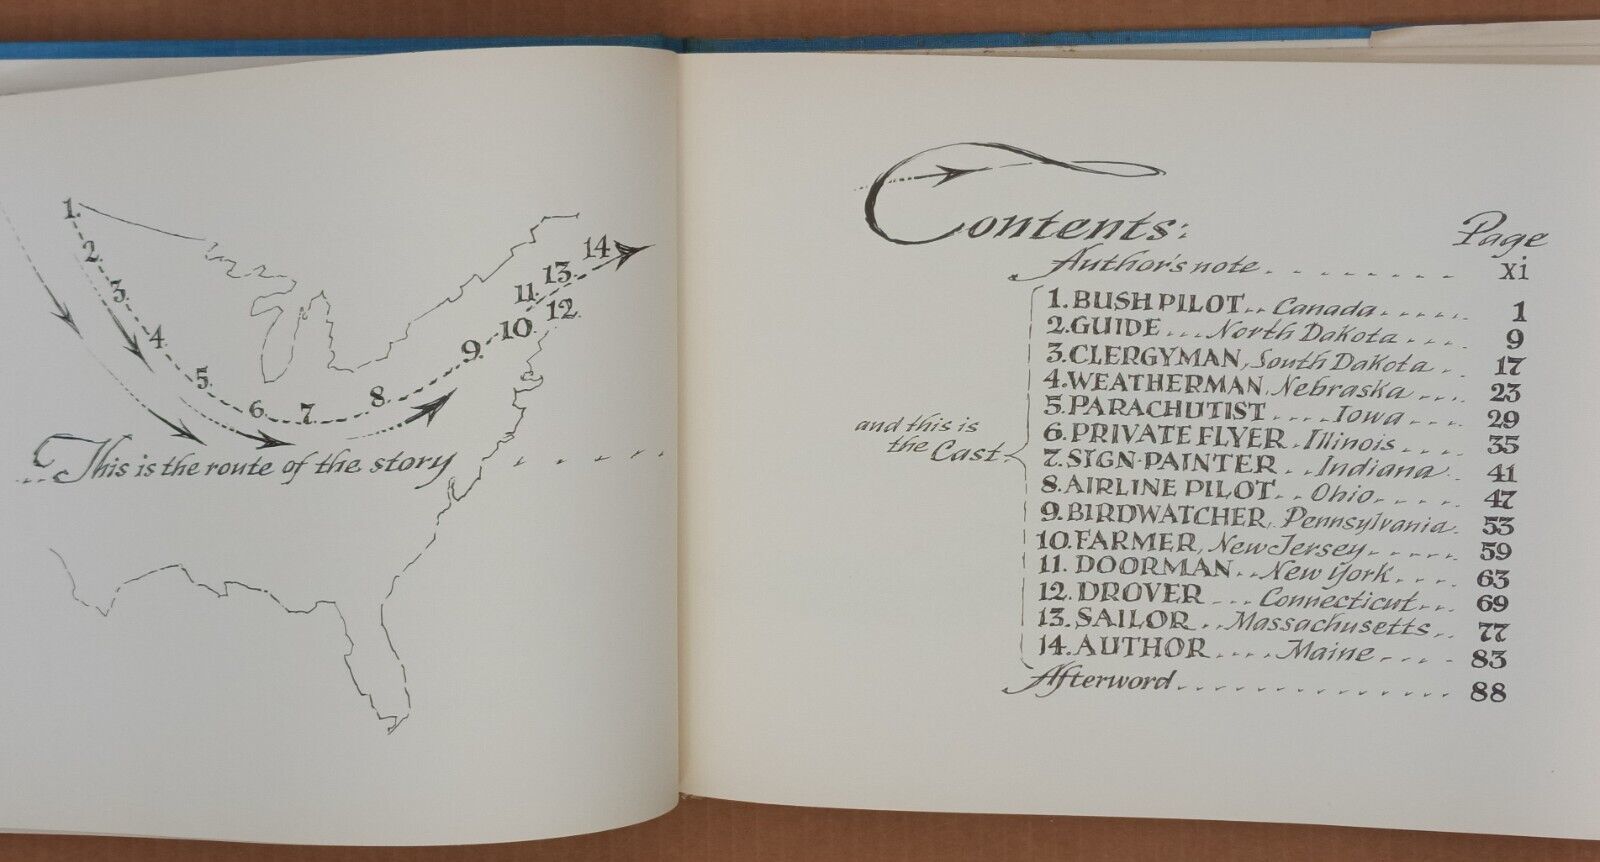 1.
2.
3.
4.
5.
6.
7.
8.
9.
10.
11.
12.
13.
14.
This is the route of the story
Contents:
Page
Author's note. . . . . . . . . xi
1. BUSH PILOT. . Canada. . . . . . 1
2. GUIDE . . . North Dakota. . . . 9
3. CLERGYMAN, South Dakota . . 17
4. WEATHERMAN, Nebraska . . . . 23
5. PARACHUTIST . . . . Iowa . . . . 29
6. PRIVATE FLYER . Illinois . . . . 35
7. SIGN-PAINTER . . Indiana . . 41
8. AIRLINE PILOT. . Ohio. . . . . 47
9. BIRDWATCHER, Pennsylvania. 53
10. FARMER, New Jersey. . . . . 59
11. DOORMAN . . New York. . . . 63
12. DROVER . . . Connecticut. . . 69
13. SAILOR . . Massachusetts. . 77
14. AUTHOR . . . . Maine . . . . 83
and this is
the Cast
Afterword. . . . . . . . . . . . . . 88